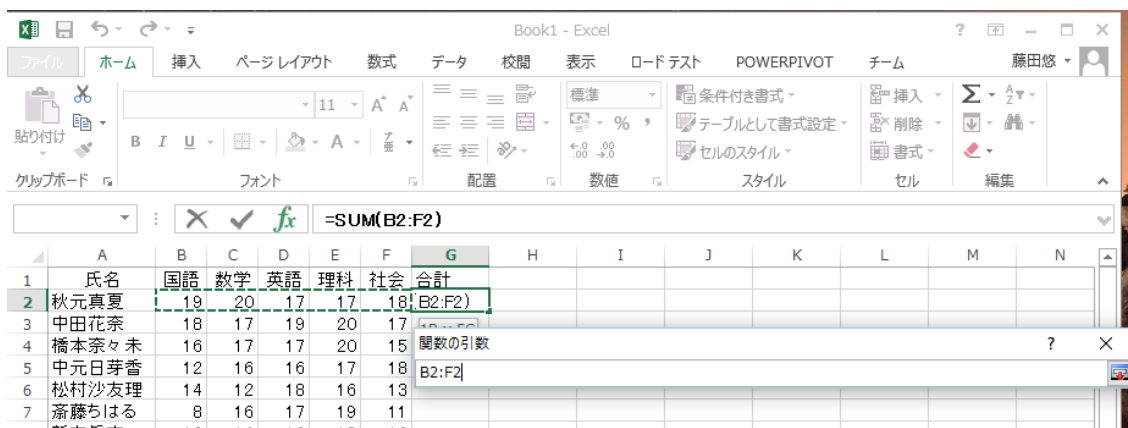 Book1 - Excel
ファイル ホーム 挿入 ページ レイアウト 数式 データ 校閲 表示 ロード テスト POWERPIVOT チーム 藤田悠
11 A A 標準 条件付き書式 挿入 Σ
貼り付け B I U A 亜 % テーブルとして書式設定 削除
セルのスタイル 書式
クリップボード フォント 配置 数値 スタイル セル 編集
fx =SUM(B2:F2)
A B C D E F G H I J K L M N
1 氏名 国語 数学 英語 理科 社会 合計
2 秋元真夏 19 20 17 17 18 B2:F2)
3 中田花奈 18 17 19 20 17
4 橋本奈々未 16 17 17 20 15 関数の引数 ?
5 中元日芽香 12 16 16 17 18 B2:F2
6 松村沙友理 14 12 18 16 13
7 斎藤ちはる 8 16 17 19 11